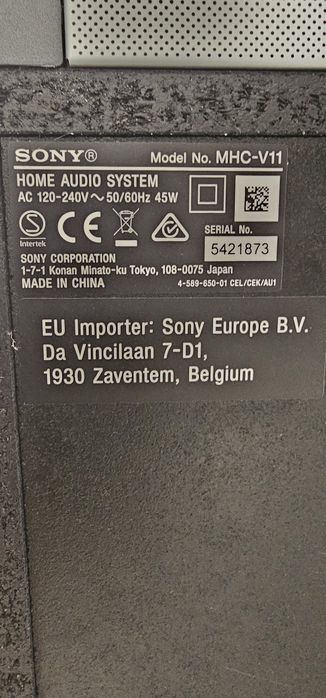 SONY® Model No. MHC-V11
HOME AUDIO SYSTEM
AC 120-240V ~ 50/60Hz 45W
S
Intertek
CE
SERIAL No.
5421873
SONY CORPORATION
1-7-1 Konan Minato-ku Tokyo, 108-0075 Japan
MADE IN CHINA 4-589-650-01 CEL/CEK/AU1
EU Importer: Sony Europe B.V.
Da Vincilaan 7-D1,
1930 Zaventem, Belgium